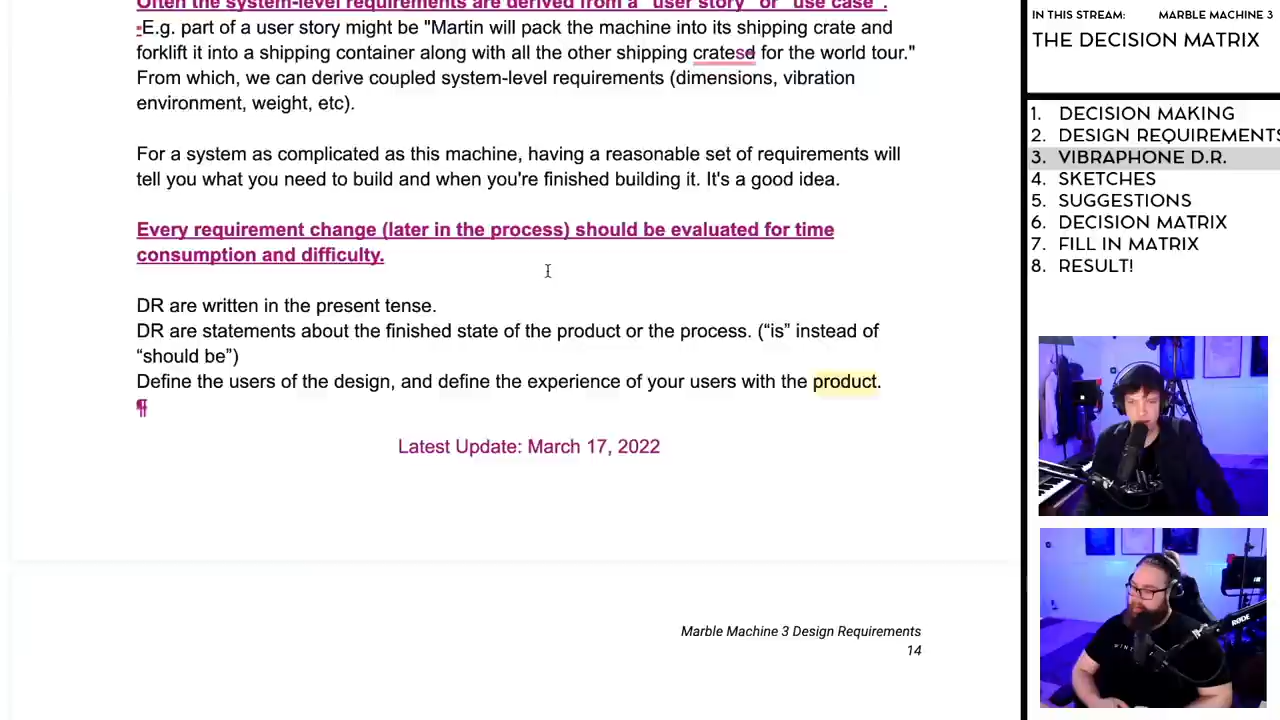 Often the system-level requirements are derived from a "user story" or "use case".
-E.g. part of a user story might be "Martin will pack the machine into its shipping crate and
forklift it into a shipping container along with all the other shipping cratese for the world tour."
From which, we can derive coupled system-level requirements (dimensions, vibration
environment, weight, etc).
For a system as complicated as this machine, having a reasonable set of requirements will
tell you what you need to build and when you're finished building it. It's a good idea.
Every requirement change (later in the process) should be evaluated for time
consumption and difficulty.
DR are written in the present tense.
DR are statements about the finished state of the product or the process. (“is” instead of
“should be”)
Define the users of the design, and define the experience of your users with the product.
¶
Latest Update: March 17, 2022
Marble Machine 3 Design Requirements
14
IN THIS STREAM: MARBLE MACHINE 3
THE DECISION MATRIX
1. DECISION MAKING
2. DESIGN REQUIREMENTS
3. VIBRAPHONE D.R.
4. SKETCHES
5. SUGGESTIONS
6. DECISION MATRIX
7. FILL IN MATRIX
8. RESULT!
RODE